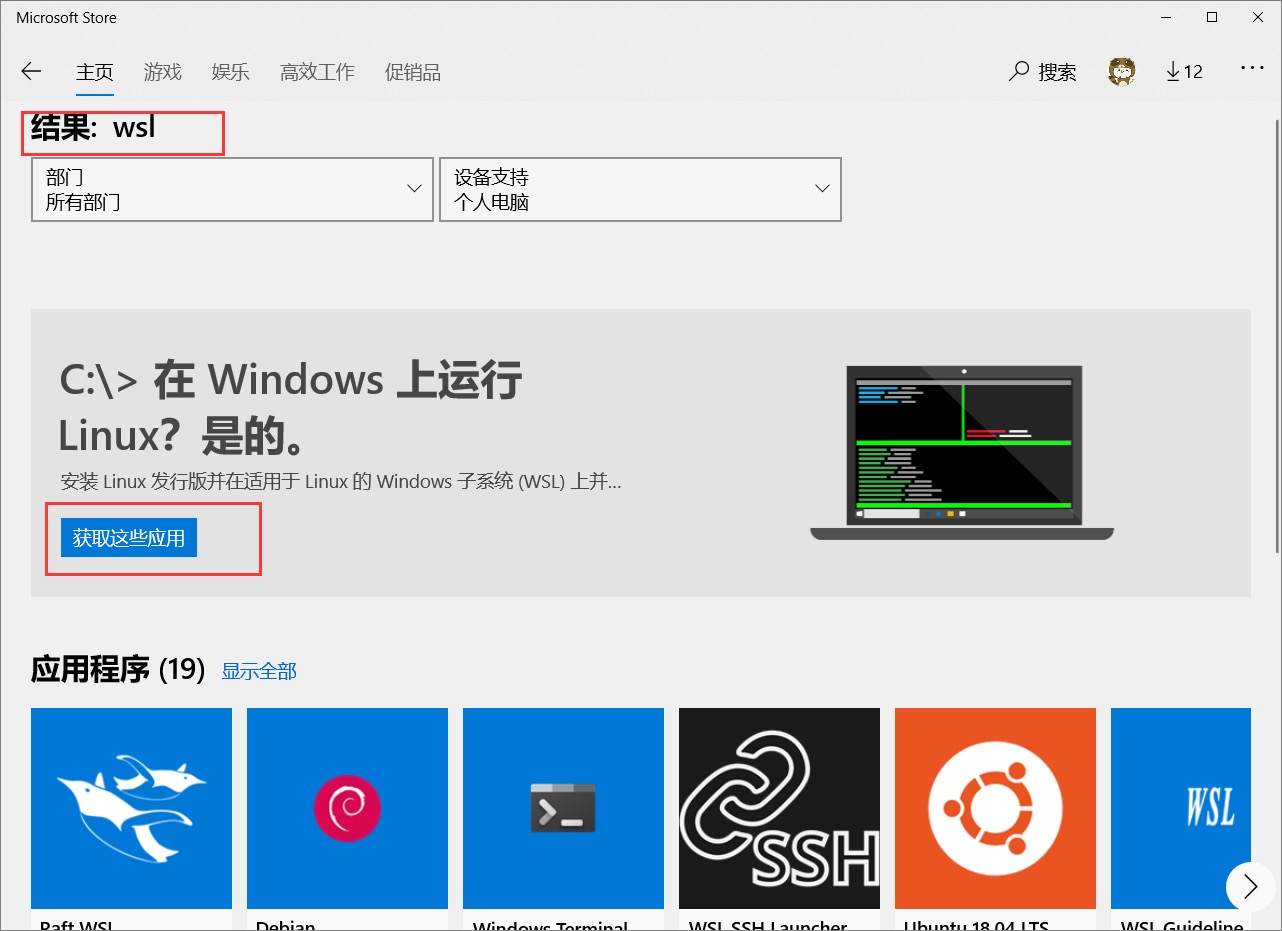 Microsoft Store
主页 游戏 娱乐 高效工作 促销品 搜索 12
结果: wsl
部门 设备支持
所有部门 个人电脑
C:\> 在 Windows 上运行
Linux？是的。
安装 Linux 发行版并在适用于 Linux 的 Windows 子系统 (WSL) 上并...
获取这些应用
应用程序 (19) 显示全部
SSH
WSL
Raft WSL Debian Windows Terminal WSL SSH Launcher Ubuntu 18.04 LTS WSL Guideline